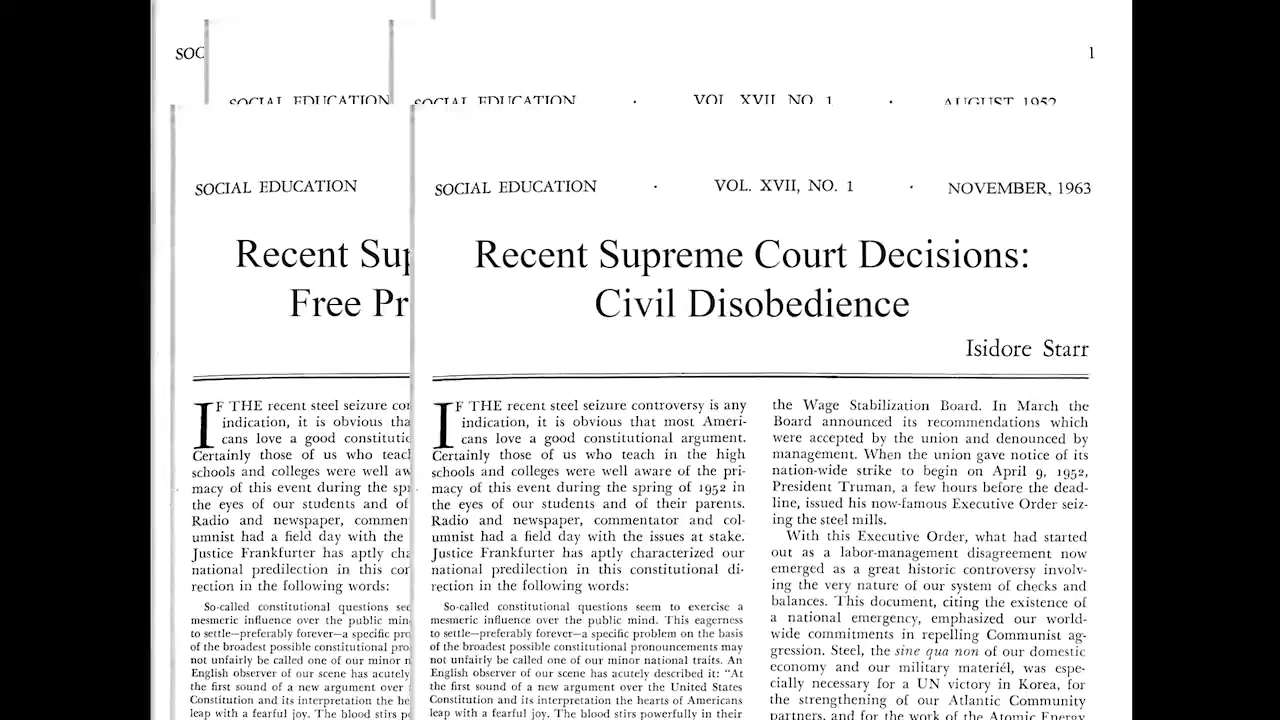 SOC
1
SOCIAL EDUCATION
SOCIAL EDUCATION · VOL. XVII, NO. 1 · AUGUST, 1952
SOCIAL EDUCATION
Recent Sup
Free Pr
IF THE recent steel seizure con
indication, it is obvious tha
cans love a good constitutio
Certainly those of us who teach
schools and colleges were well aw
macy of this event during the spr
the eyes of our students and of
Radio and newspaper, commen
umnist had a field day with the
Justice Frankfurter has aptly cha
national predilection in this con
rection in the following words:
So-called constitutional questions see
mesmeric influence over the public min
to settle—preferably forever—a specific pro
of the broadest possible constitutional pro
not unfairly be called one of our minor n
English observer of our scene has acutely
the first sound of a new argument over
Constitution and its interpretation the he
leap with a fearful joy. The blood stirs p
SOCIAL EDUCATION · VOL. XVII, NO. 1 · NOVEMBER, 1963
Recent Supreme Court Decisions:
Civil Disobedience
Isidore Starr
IF THE recent steel seizure controversy is any
indication, it is obvious that most Ameri-
cans love a good constitutional argument.
Certainly those of us who teach in the high
schools and colleges were well aware of the pri-
macy of this event during the spring of 1952 in
the eyes of our students and of their parents.
Radio and newspaper, commentator and col-
umnist had a field day with the issues at stake.
Justice Frankfurter has aptly characterized our
national predilection in this constitutional di-
rection in the following words:
So-called constitutional questions seem to exercise a
mesmeric influence over the public mind. This eagerness
to settle—preferably forever—a specific problem on the basis
of the broadest possible constitutional pronouncements may
not unfairly be called one of our minor national traits. An
English observer of our scene has acutely described it: "At
the first sound of a new argument over the United States
Constitution and its interpretation the hearts of Americans
leap with a fearful joy. The blood stirs powerfully in their
the Wage Stabilization Board. In March the
Board announced its recommendations which
were accepted by the union and denounced by
management. When the union gave notice of its
nation-wide strike to begin on April 9, 1952,
President Truman, a few hours before the dead-
line, issued his now-famous Executive Order seiz-
ing the steel mills.
With this Executive Order, what had started
out as a labor-management disagreement now
emerged as a great historic controversy involv-
ing the very nature of our system of checks and
balances. This document, citing the existence of
a national emergency, emphasized our world-
wide commitments in repelling Communist ag-
gression. Steel, the sine qua non of our domestic
economy and our military materiél, was espe-
cially necessary for a UN victory in Korea, for
the strengthening of our Atlantic Community
partners, and for the work of the Atomic Energy